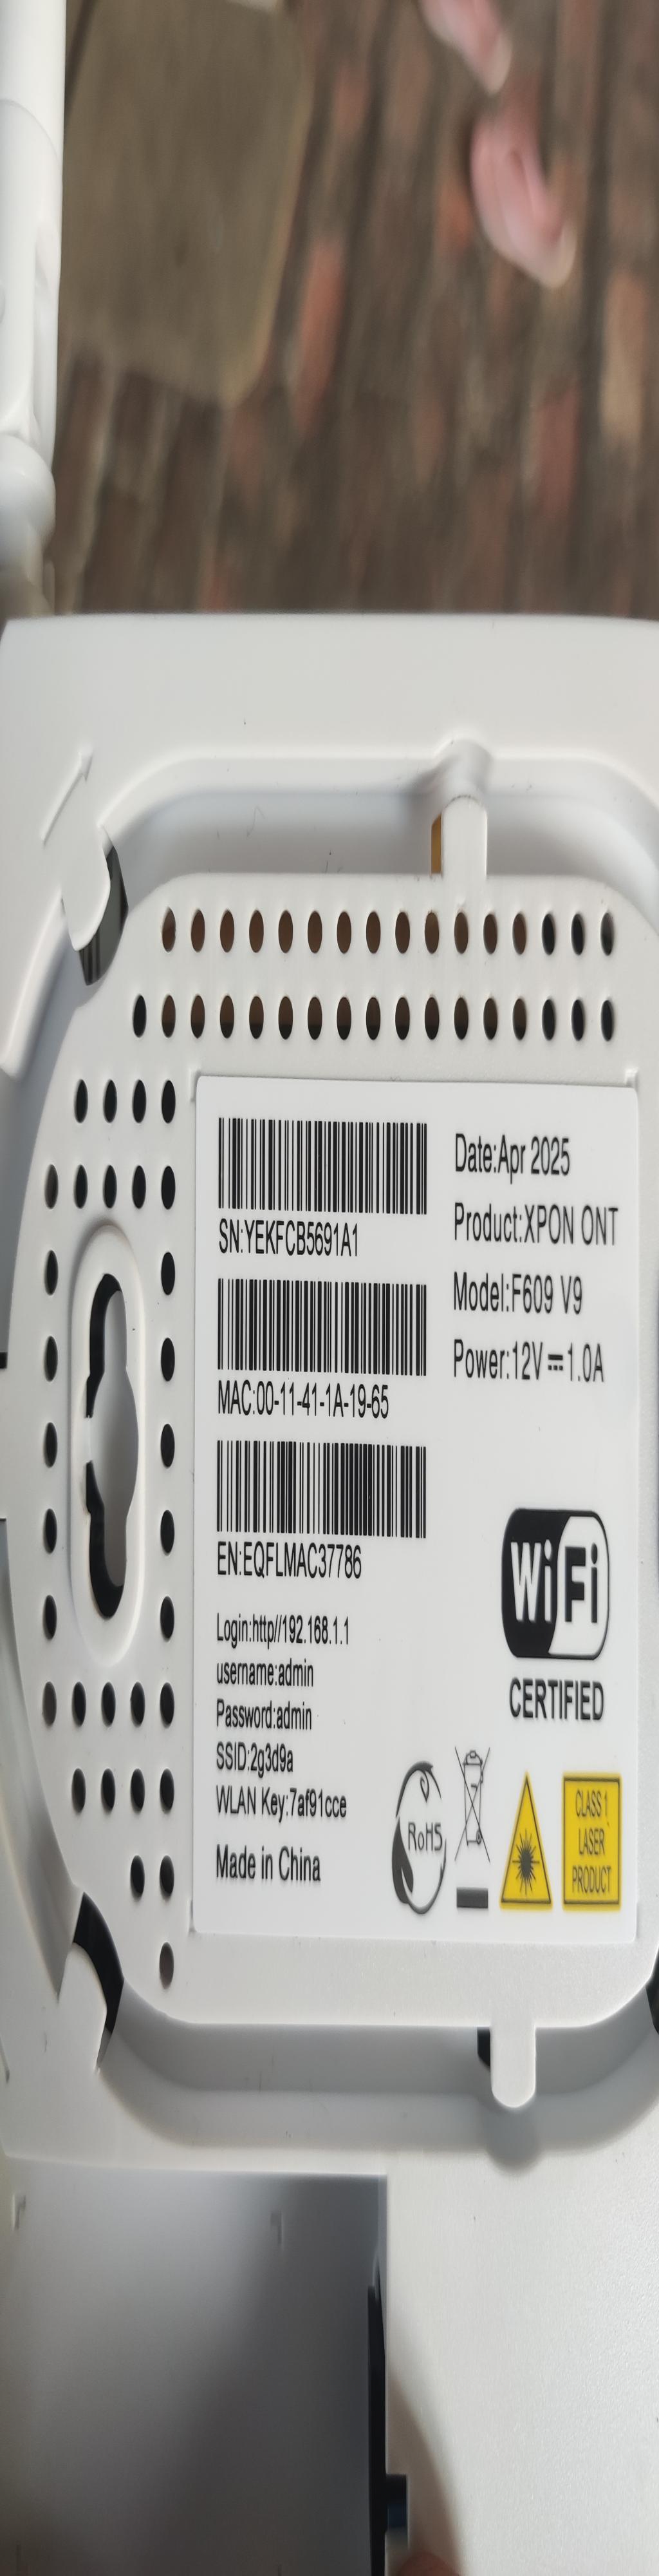 Date:Apr 2025
Product:XPON ONT
Model:F609 V9
Power:12V⎓1.0A
SN:YEKFCB5691A1
MAC:00-11-41-1A-19-65
EN:EQFLMAC37786
Login:http//192.168.1.1
username:admin
Password:admin
SSID:2g3d9a
WLAN Key:7af91cce
Made in China
Wi Fi
CERTIFIED
RoHS
CLASS 1
LASER
PRODUCT